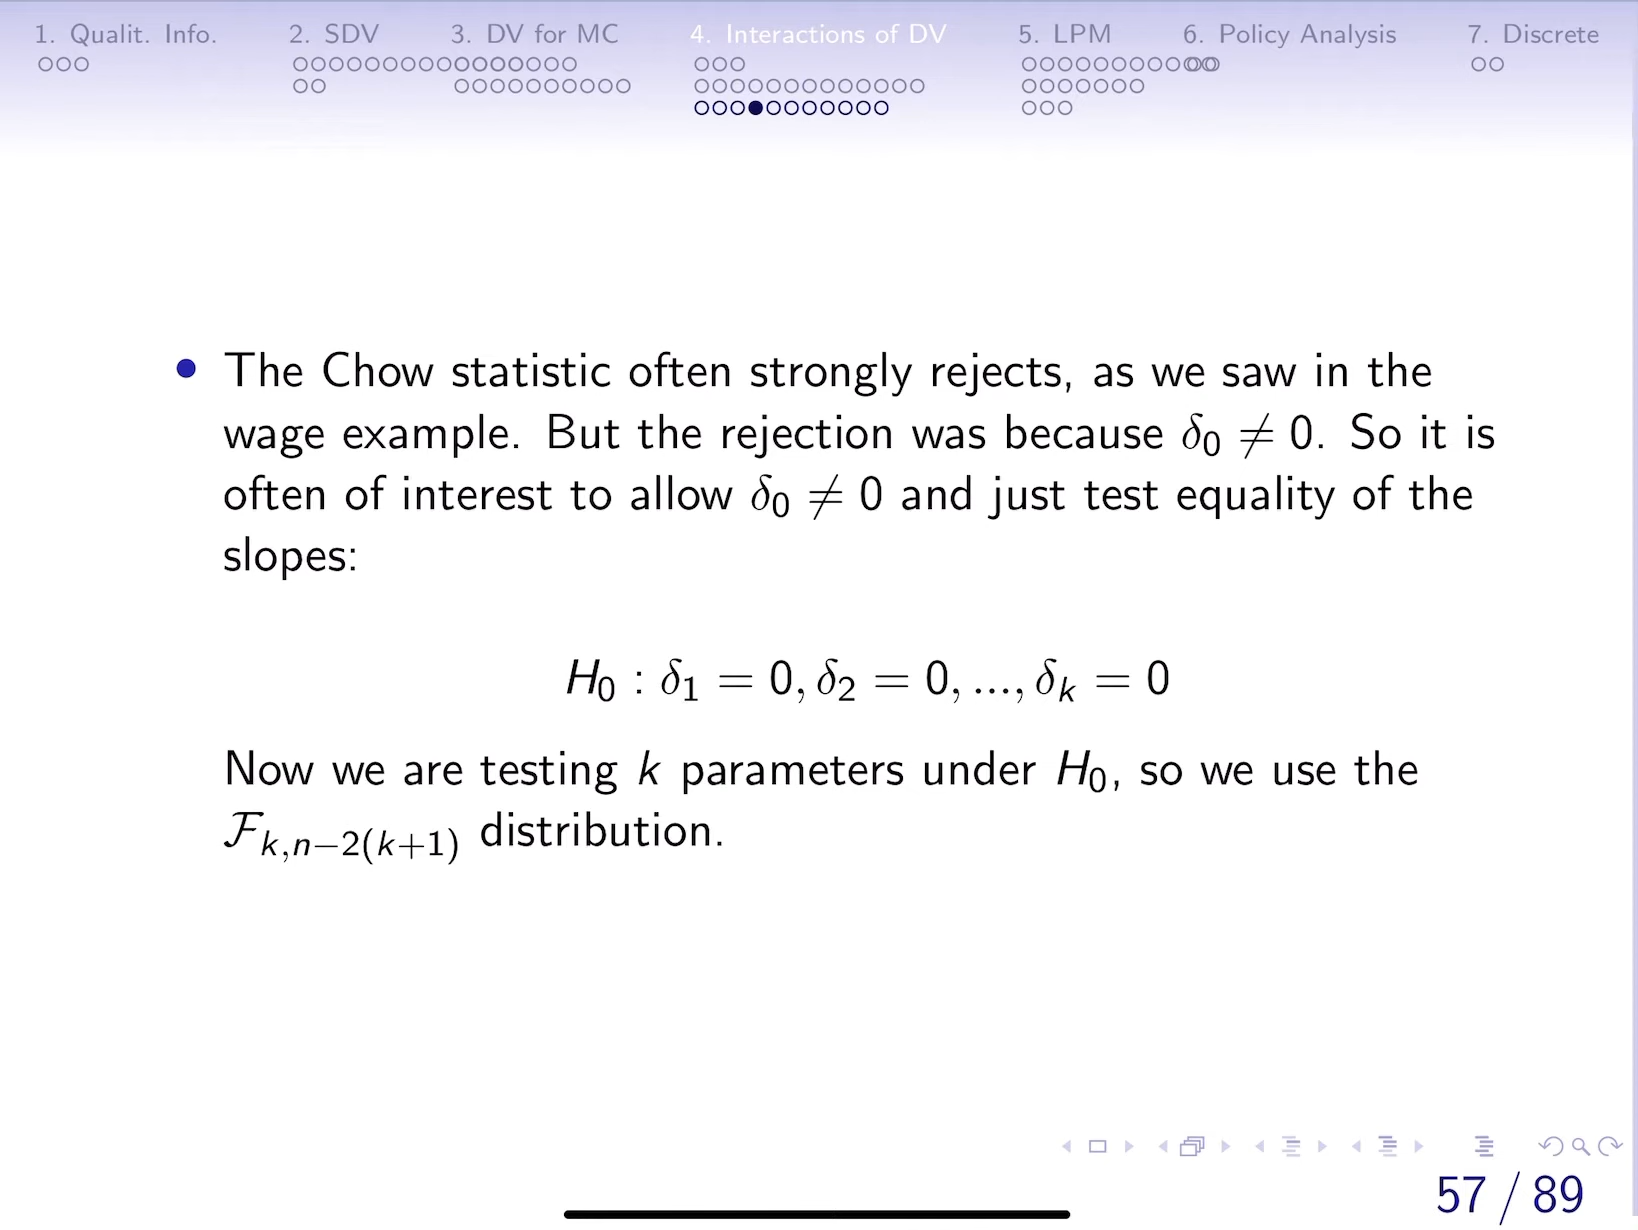 1. Qualit. Info. 2. SDV 3. DV for MC 4. Interactions of DV 5. LPM 6. Policy Analysis 7. Discrete
• The Chow statistic often strongly rejects, as we saw in the
wage example. But the rejection was because δ₀ ≠ 0. So it is
often of interest to allow δ₀ ≠ 0 and just test equality of the
slopes:
H₀ : δ₁ = 0, δ₂ = 0, ..., δₖ = 0
Now we are testing k parameters under H₀, so we use the
ℱ_{k,n−2(k+1)} distribution.
57 / 89